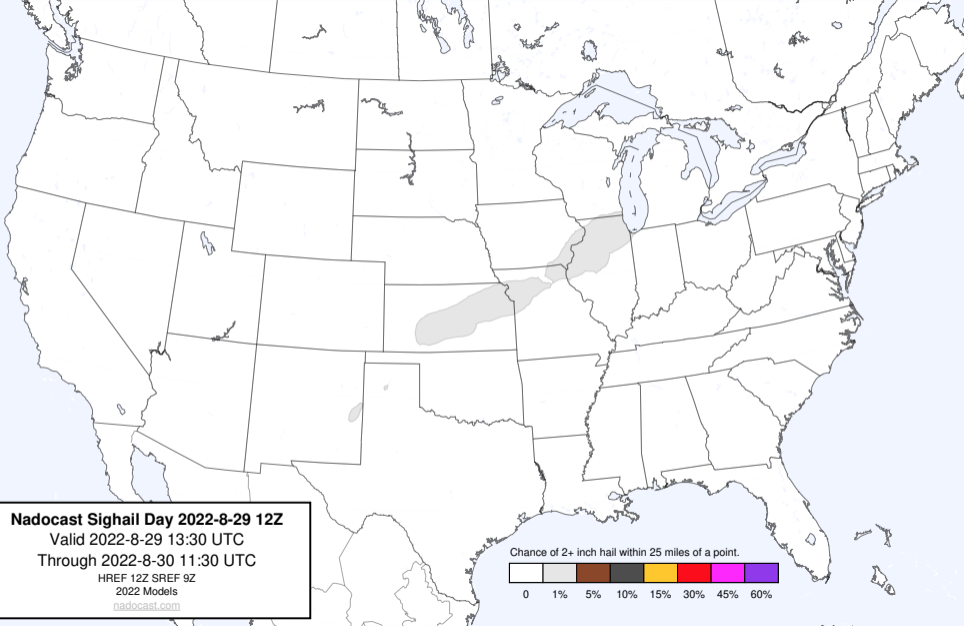 Nadocast Sighail Day 2022-8-29 12Z
Valid 2022-8-29 13:30 UTC
Through 2022-8-30 11:30 UTC
HREF 12Z SREF 9Z
2022 Models
nadocast.com
Chance of 2+ inch hail within 25 miles of a point.
0 1% 5% 10% 15% 30% 45% 60%